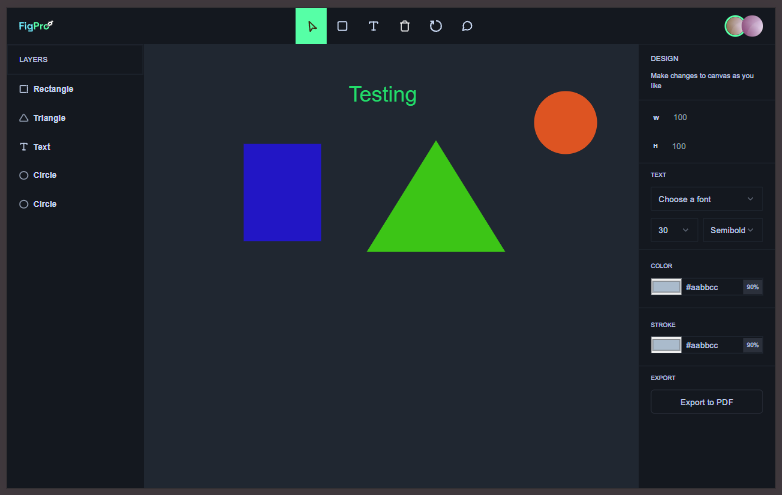 FigPro
LAYERS
Rectangle
Triangle
Text
Circle
Circle
Testing
DESIGN
Make changes to canvas as you
like
W 100
H 100
TEXT
Choose a font
30 Semibold
COLOR
#aabbcc 90%
STROKE
#aabbcc 90%
EXPORT
Export to PDF